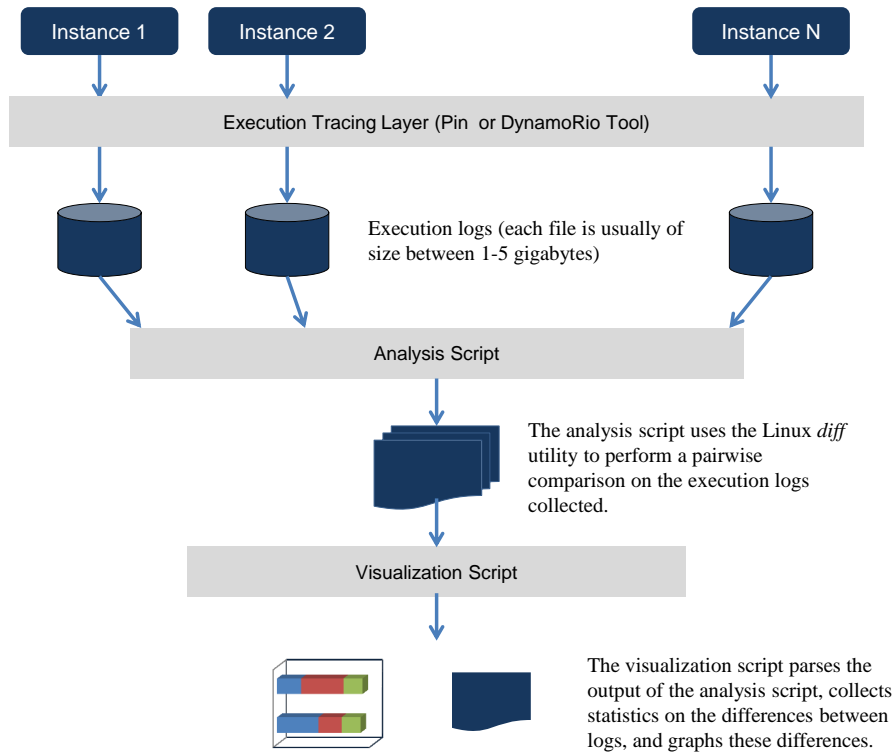 Instance 1
Instance 2
Instance N
Execution Tracing Layer (Pin or DynamoRio Tool)
Execution logs (each file is usually of
size between 1-5 gigabytes)
Analysis Script
The analysis script uses the Linux diff
utility to perform a pairwise
comparison on the execution logs
collected.
Visualization Script
The visualization script parses the
output of the analysis script, collects
statistics on the differences between
logs, and graphs these differences.